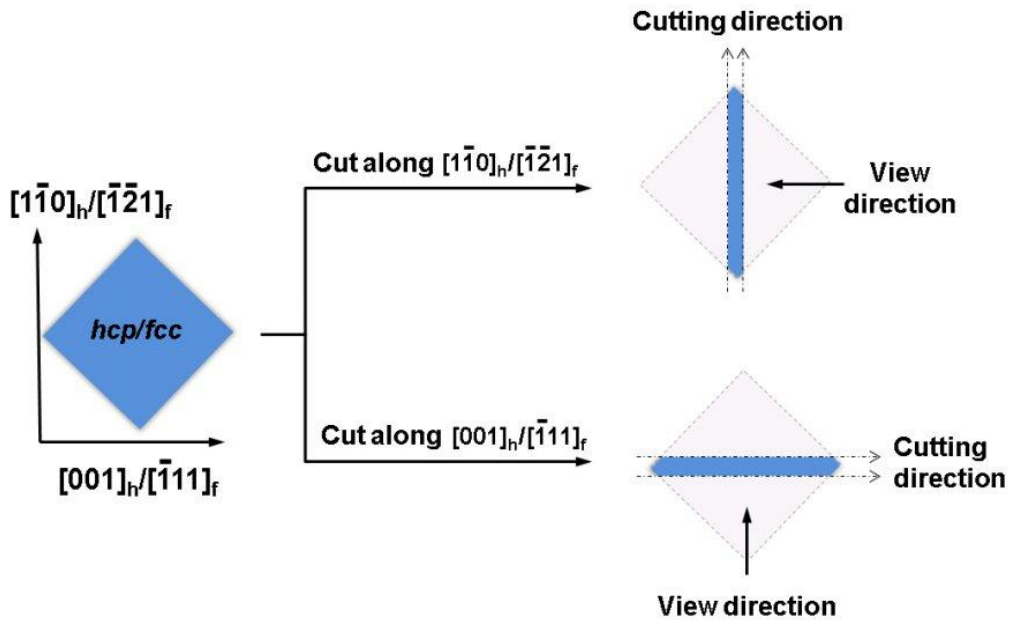 Cutting direction
Cut along [11̅0]ₕ/[1̅2̅1]f
[11̅0]ₕ/[1̅2̅1]f
View
direction
hcp/fcc
Cut along [001]ₕ/[1̅11]f
Cutting
direction
[001]ₕ/[1̅11]f
View direction